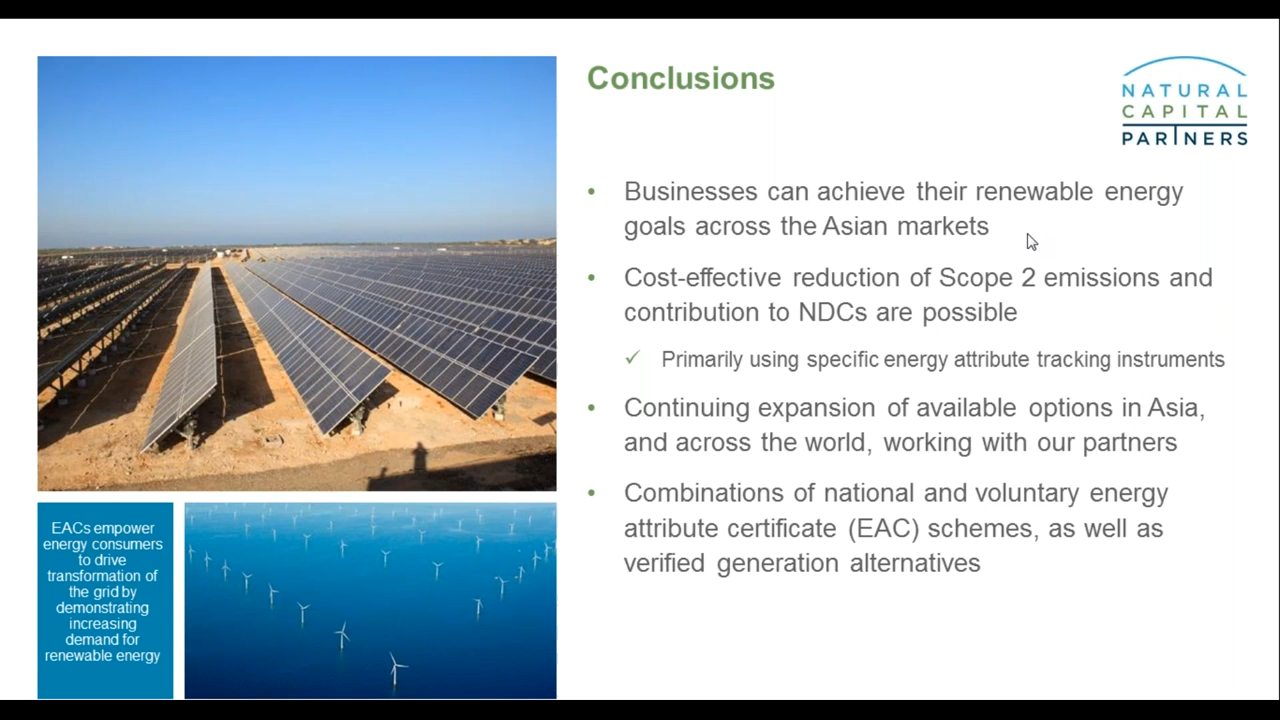 Conclusions
NATURAL
CAPITAL
PARTNERS
• Businesses can achieve their renewable energy
goals across the Asian markets
• Cost-effective reduction of Scope 2 emissions and
contribution to NDCs are possible
✓ Primarily using specific energy attribute tracking instruments
• Continuing expansion of available options in Asia,
and across the world, working with our partners
• Combinations of national and voluntary energy
attribute certificate (EAC) schemes, as well as
verified generation alternatives
EACs empower
energy consumers
to drive
transformation of
the grid by
demonstrating
increasing
demand for
renewable energy